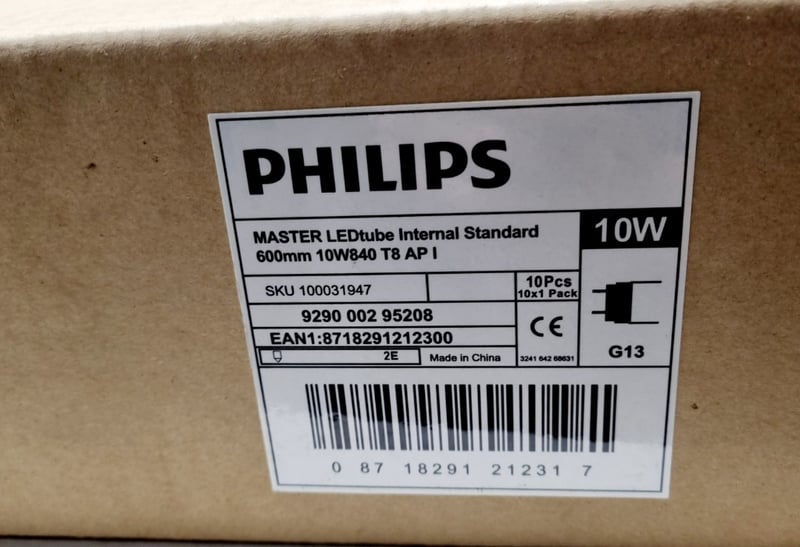 PHILIPS
MASTER LEDtube Internal Standard
600mm 10W840 T8 AP I
10W
SKU 100031947
10Pcs
10x1 Pack
9290 002 95208
EAN1:8718291212300
CE
G13
2E
Made in China
3241 642 68631
0 87 18291 21231 7